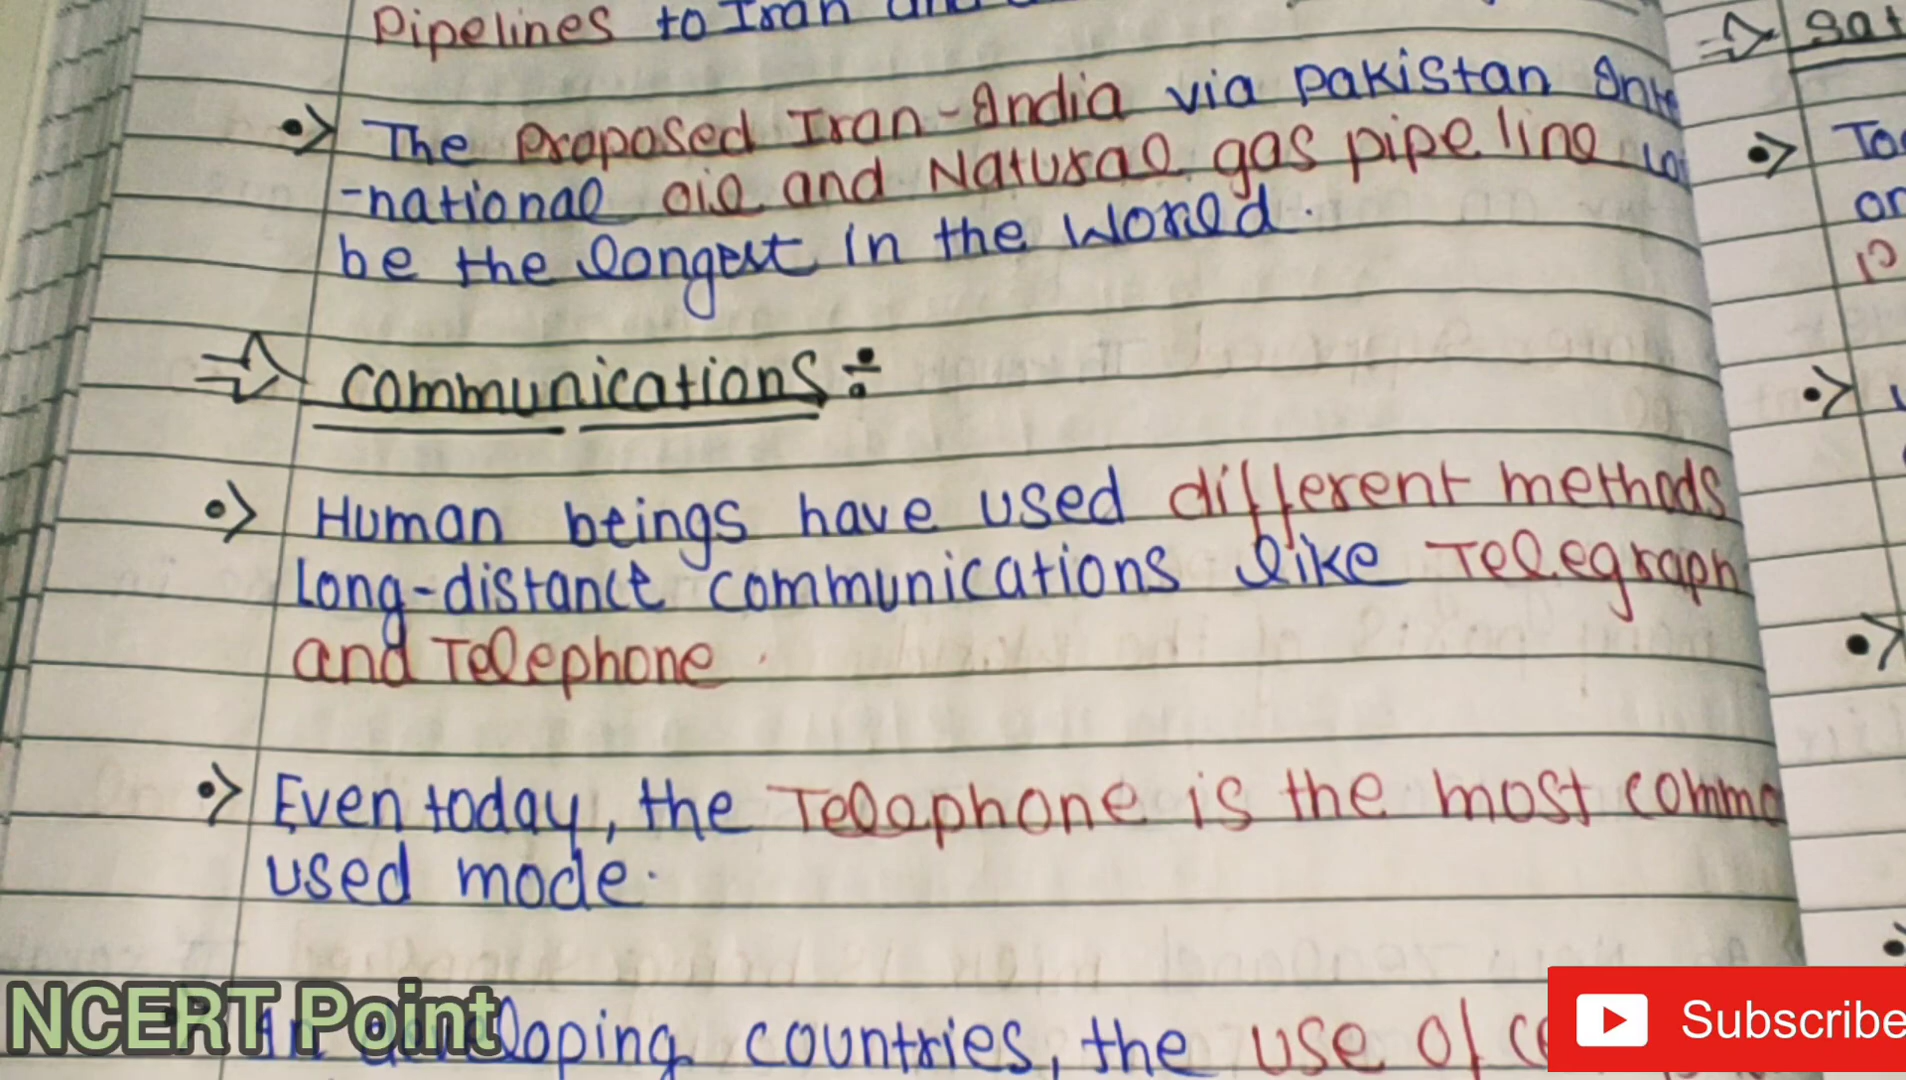 Pipelines to Iran
•> The proposed Iran-India via pakistan
-national oil and Natural gas pipeline
be the longest in the World.
⇒ Communications ÷
•> Human beings have used different methods
Long-distance communications like Telegraph
and Telephone.
•> Even today, the Telephone is the most
used mode.
In developing countries, the use of
NCERT Point
Subscribe